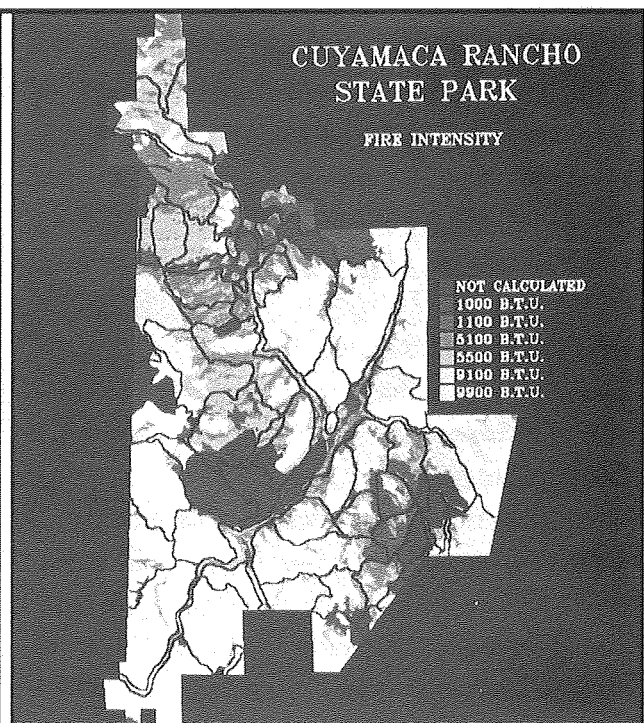 CUYAMACA RANCHO
STATE PARK
FIRE INTENSITY
NOT CALCULATED
1000 B.T.U.
1100 B.T.U.
5100 B.T.U.
5500 B.T.U.
9100 B.T.U.
9900 B.T.U.